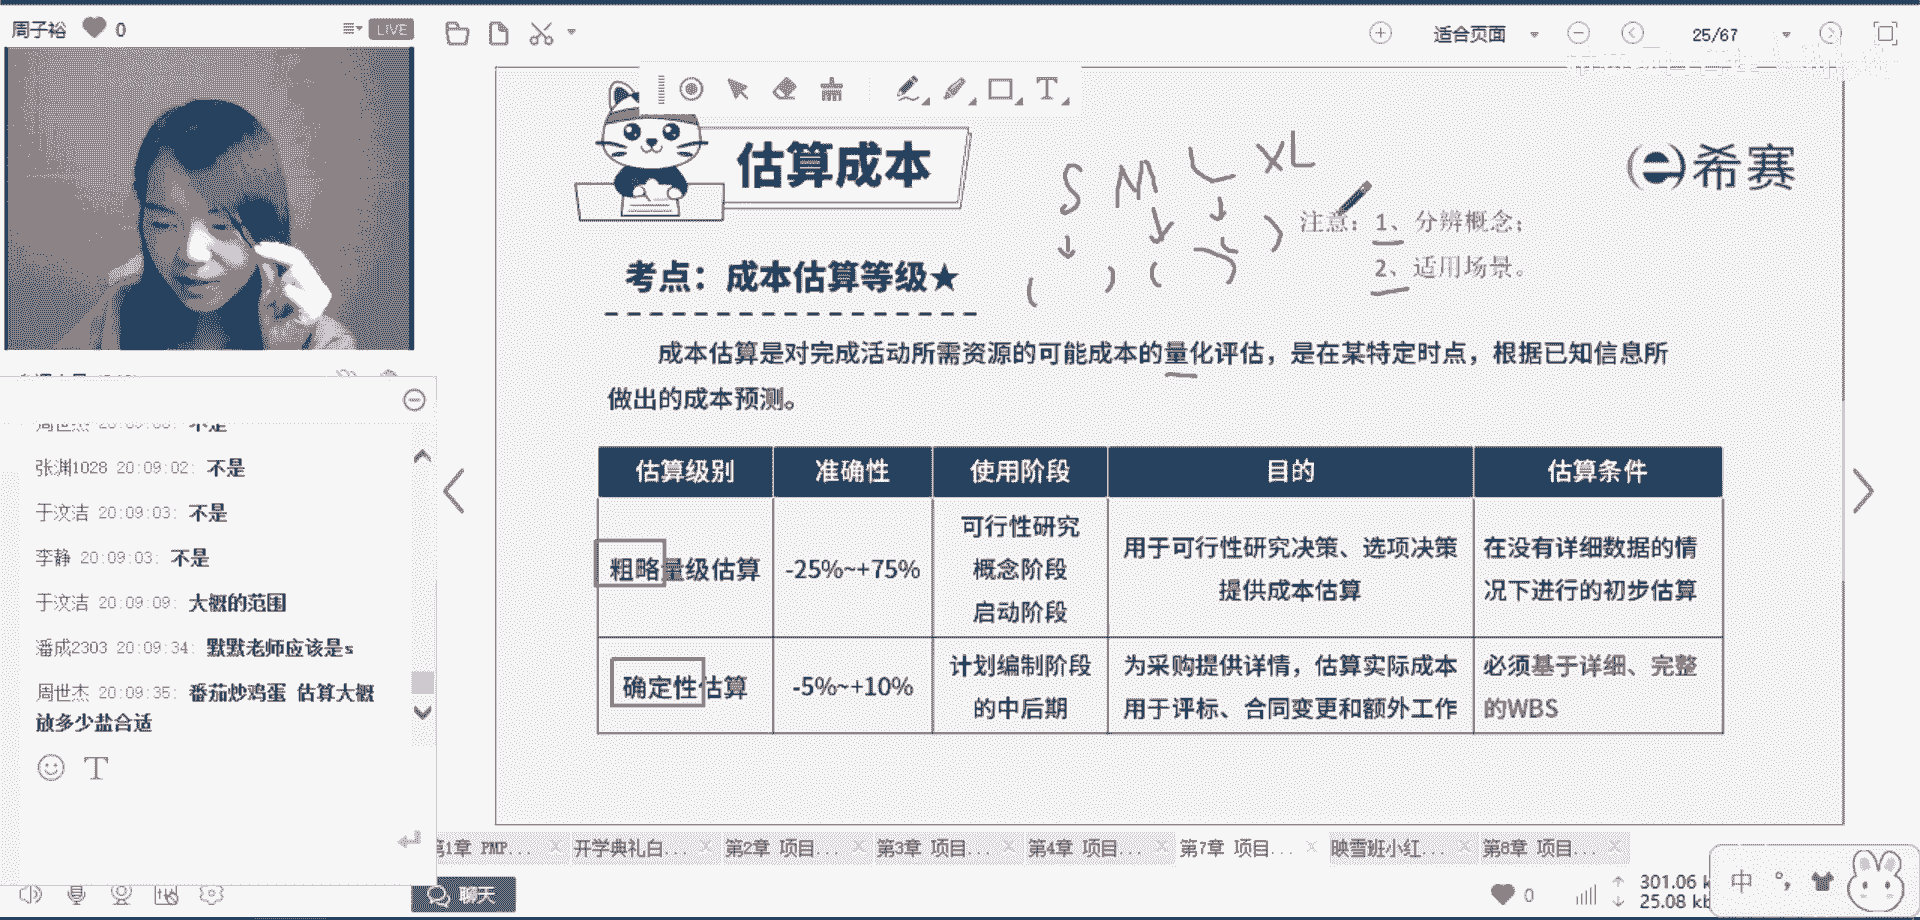 周子裕 0 LIVE
适合页面 25/67
估算成本
S M L XL
希赛
注意：1、分辨概念；
2、适用场景。
考点：成本估算等级★
成本估算是对完成活动所需资源的可能成本的量化评估，是在某特定时点，根据已知信息所
做出的成本预测。
估算级别 准确性 使用阶段 目的 估算条件
粗略量级估算 -25%~+75% 可行性研究
概念阶段
启动阶段
用于可行性研究决策、选项决策
提供成本估算
在没有详细数据的情
况下进行的初步估算
确定性估算 -5%~+10% 计划编制阶段
的中后期
为采购提供详情，估算实际成本
用于评标、合同变更和额外工作
必须基于详细、完整
的WBS
周世杰 不是
张渊1028 20:09:02: 不是
于汶洁 20:09:03: 不是
李静 20:09:03: 不是
于汶洁 20:09:09: 大概的范围
潘成2303 20:09:34: 默默老师应该是s
周世杰 20:09:35: 番茄炒鸡蛋 估算大概
放多少盐合适
T
第1章 PMP... 开学典礼白... 第2章 项目... 第3章 项目... 第4章 项目... 第7章 项目... 映雪班小红... 第8章 项目...
聊天
0
301.06 k
25.08 kb
中